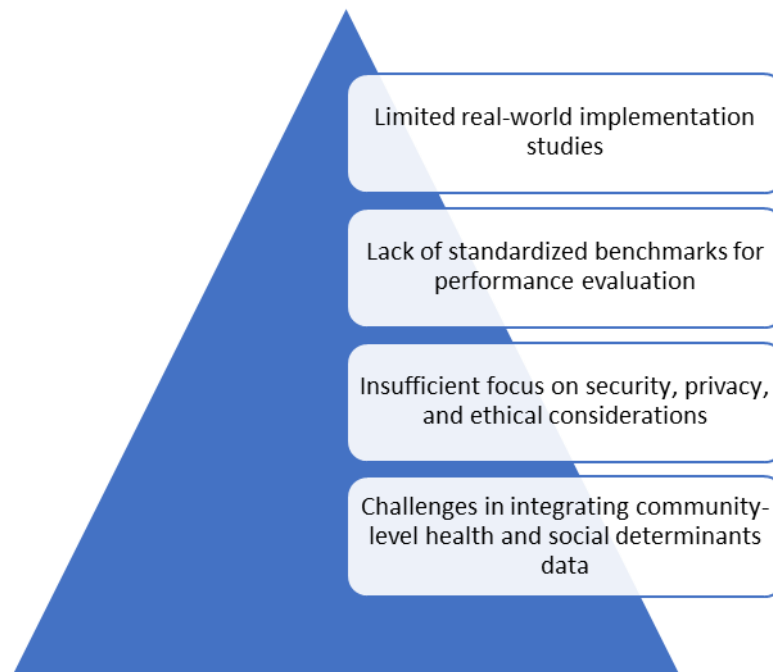 Limited real-world implementation
studies
Lack of standardized benchmarks for
performance evaluation
Insufficient focus on security, privacy,
and ethical considerations
Challenges in integrating community-
level health and social determinants
data